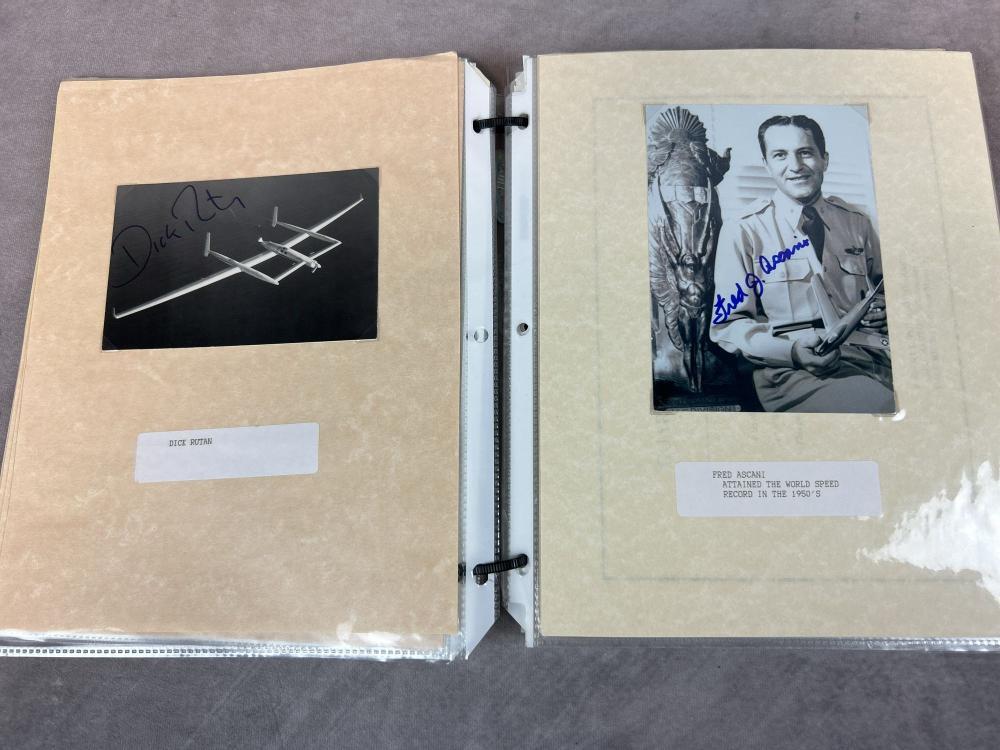 Dick Rutan
DICK RUTAN
Fred J. Ascani
FRED ASCANI
ATTAINED THE WORLD SPEED
RECORD IN THE 1950'S